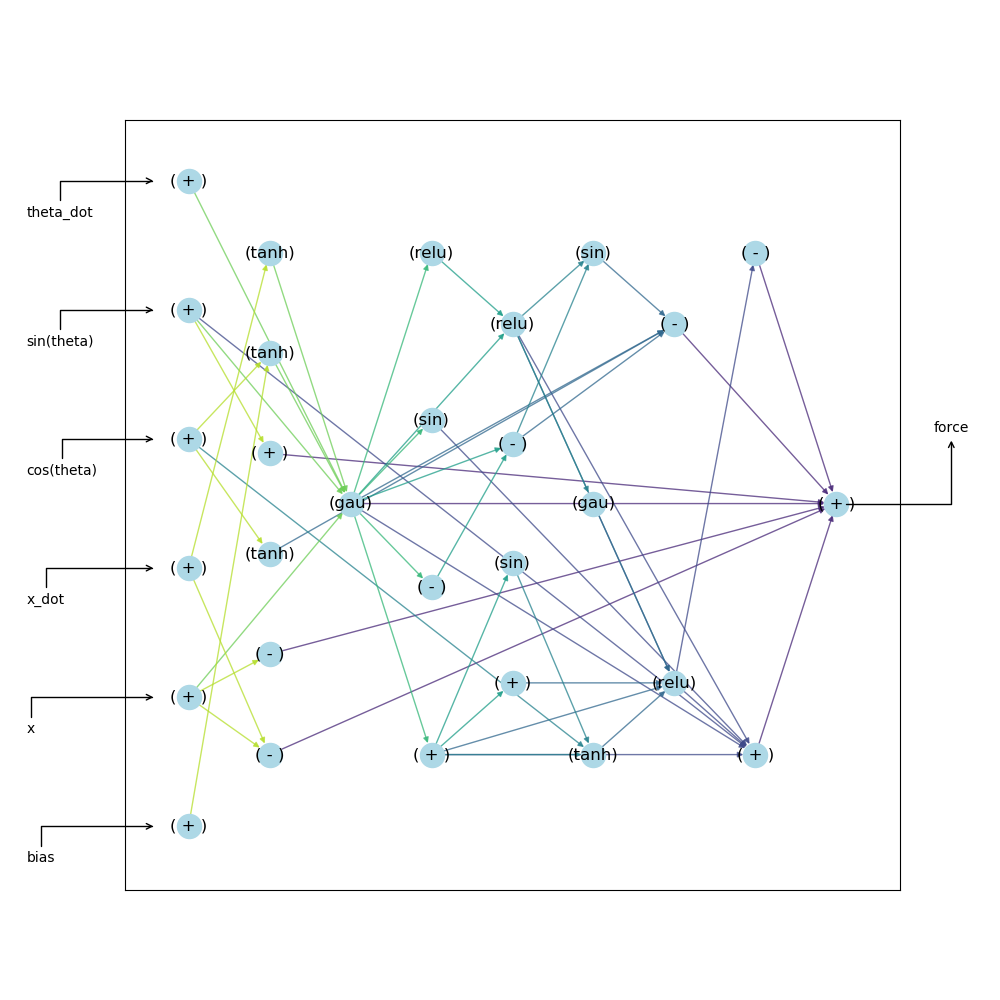 ( + )
theta_dot
(tanh)
(relu)
(sin)
( - )
( + )
sin(theta)
(relu)
( - )
(tanh)
(sin)
force
( + )
cos(theta)
( - )
( + )
(gau)
(gau)
( + )
(tanh)
(sin)
( + )
x_dot
( - )
( - )
( + )
(relu)
( + )
x
( - )
( + )
(tanh)
( + )
( + )
bias